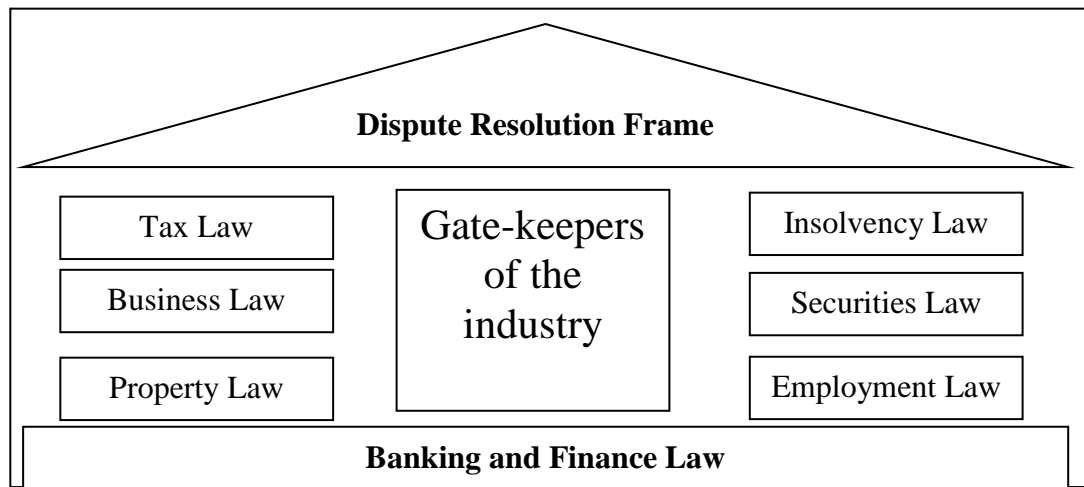 Dispute Resolution Frame
Tax Law
Business Law
Property Law
Gate-keepers
of the
industry
Insolvency Law
Securities Law
Employment Law
Banking and Finance Law